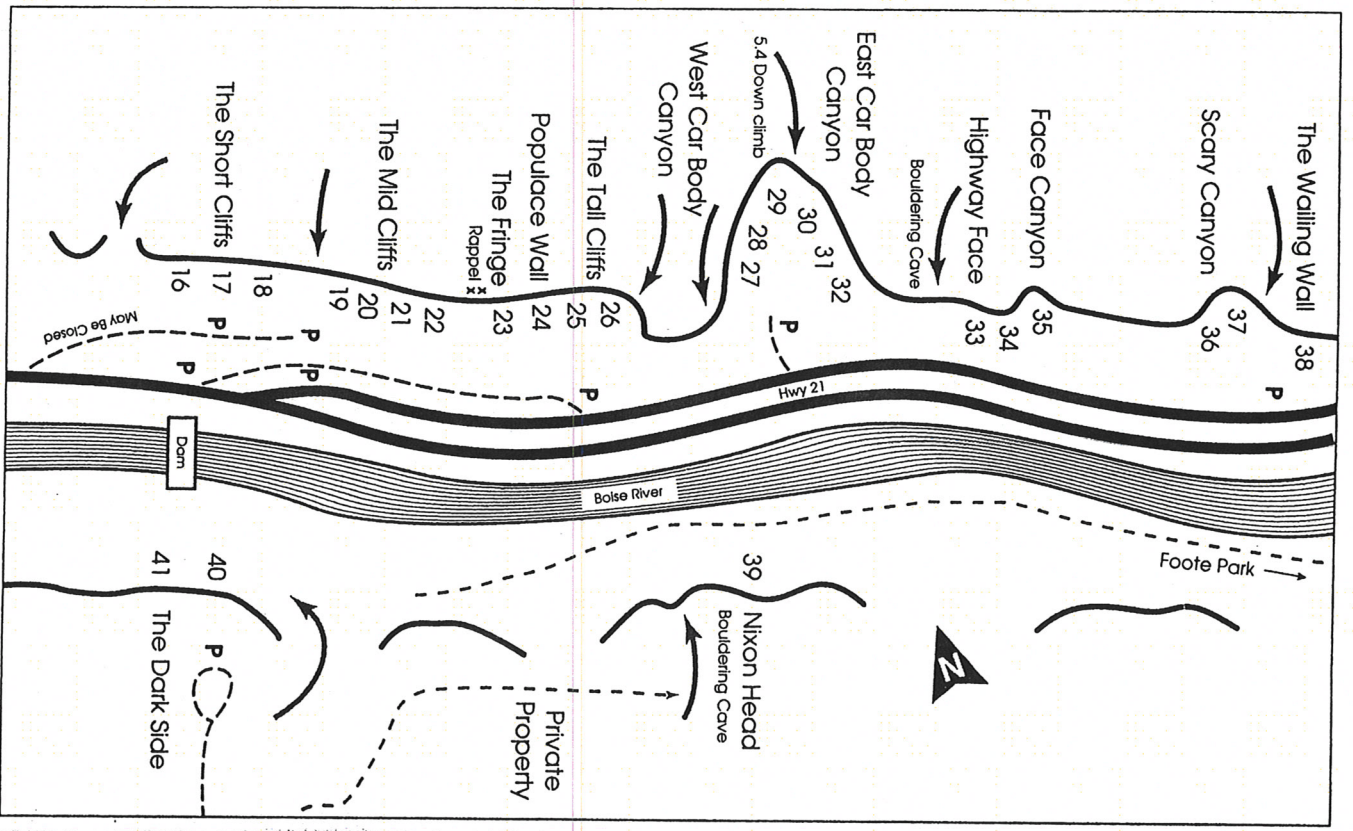 The Wailing Wall
38
37
36
Scary Canyon
35
34
33
Face Canyon
Highway Face
Bouldering Cave
East Car Body
Canyon
5.4 Down climb
32
31
30
29
28
27
West Car Body
Canyon
The Tall Cliffs
26
25
Populace Wall
24
The Fringe
23
Rappel x x
22
The Mid Cliffs
21
20
19
The Short Cliffs
18
17
16
P
P
P
P
P
P
P
May Be Closed
Hwy 21
Dam
Boise River
Foote Park
N
39
Nixon Head
Bouldering Cave
Private
Property
40
41
The Dark Side
P